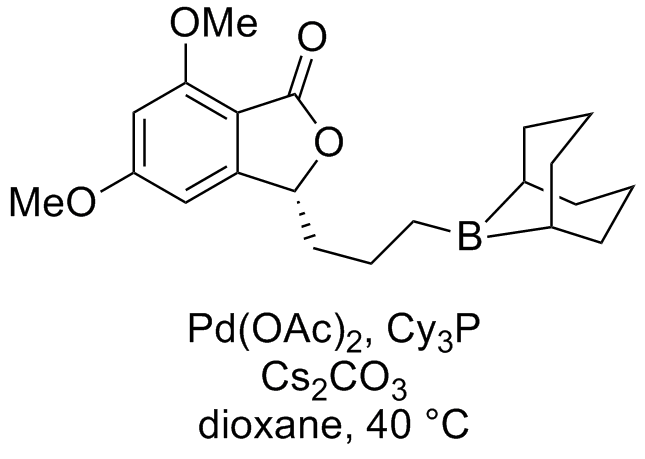 OMe
O
O
MeO
B
Pd(OAc)₂, Cy₃P
Cs₂CO₃
dioxane, 40 °C